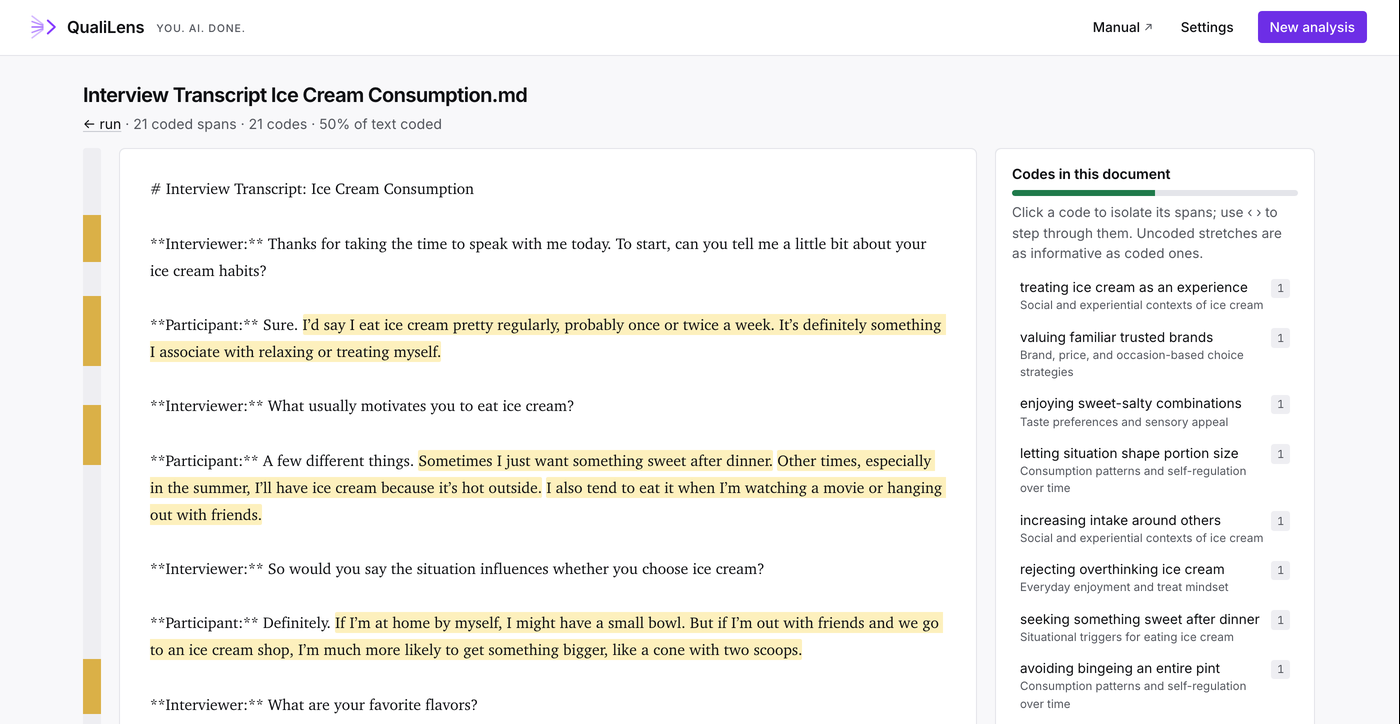 QualiLens YOU. AI. DONE. Manual ↗ Settings New analysis
Interview Transcript Ice Cream Consumption.md
← run · 21 coded spans · 21 codes · 50% of text coded
# Interview Transcript: Ice Cream Consumption
**Interviewer:** Thanks for taking the time to speak with me today. To start, can you tell me a little bit about your
ice cream habits?
**Participant:** Sure. I’d say I eat ice cream pretty regularly, probably once or twice a week. It’s definitely something
I associate with relaxing or treating myself.
**Interviewer:** What usually motivates you to eat ice cream?
**Participant:** A few different things. Sometimes I just want something sweet after dinner. Other times, especially
in the summer, I’ll have ice cream because it’s hot outside. I also tend to eat it when I’m watching a movie or hanging
out with friends.
**Interviewer:** So would you say the situation influences whether you choose ice cream?
**Participant:** Definitely. If I’m at home by myself, I might have a small bowl. But if I’m out with friends and we go
to an ice cream shop, I’m much more likely to get something bigger, like a cone with two scoops.
**Interviewer:** What are your favorite flavors?
Codes in this document
Click a code to isolate its spans; use ‹ › to
step through them. Uncoded stretches are
as informative as coded ones.
treating ice cream as an experience 1
Social and experiential contexts of ice cream
valuing familiar trusted brands 1
Brand, price, and occasion-based choice
strategies
enjoying sweet-salty combinations 1
Taste preferences and sensory appeal
letting situation shape portion size 1
Consumption patterns and self-regulation
over time
increasing intake around others 1
Social and experiential contexts of ice cream
rejecting overthinking ice cream 1
Everyday enjoyment and treat mindset
seeking something sweet after dinner 1
Situational triggers for eating ice cream
avoiding bingeing an entire pint 1
Consumption patterns and self-regulation
over time